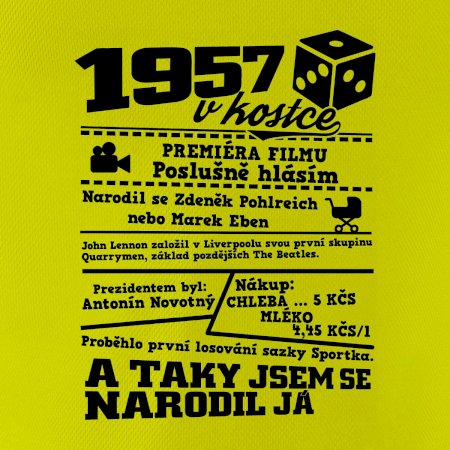 1957
v kostce
PREMIÉRA FILMU
Poslušně hlásím
Narodil se Zdeněk Pohlreich
nebo Marek Eben
John Lennon založil v Liverpoolu svou první skupinu
Quarrymen, základ pozdějších The Beatles.
Prezidentem byl:
Antonín Novotný
Nákup:
CHLEBA ... 5 KČS
MLÉKO
4,45 KČS/l
Proběhlo první losování sazky Sportka.
A TAKY JSEM SE
NARODIL JÁ